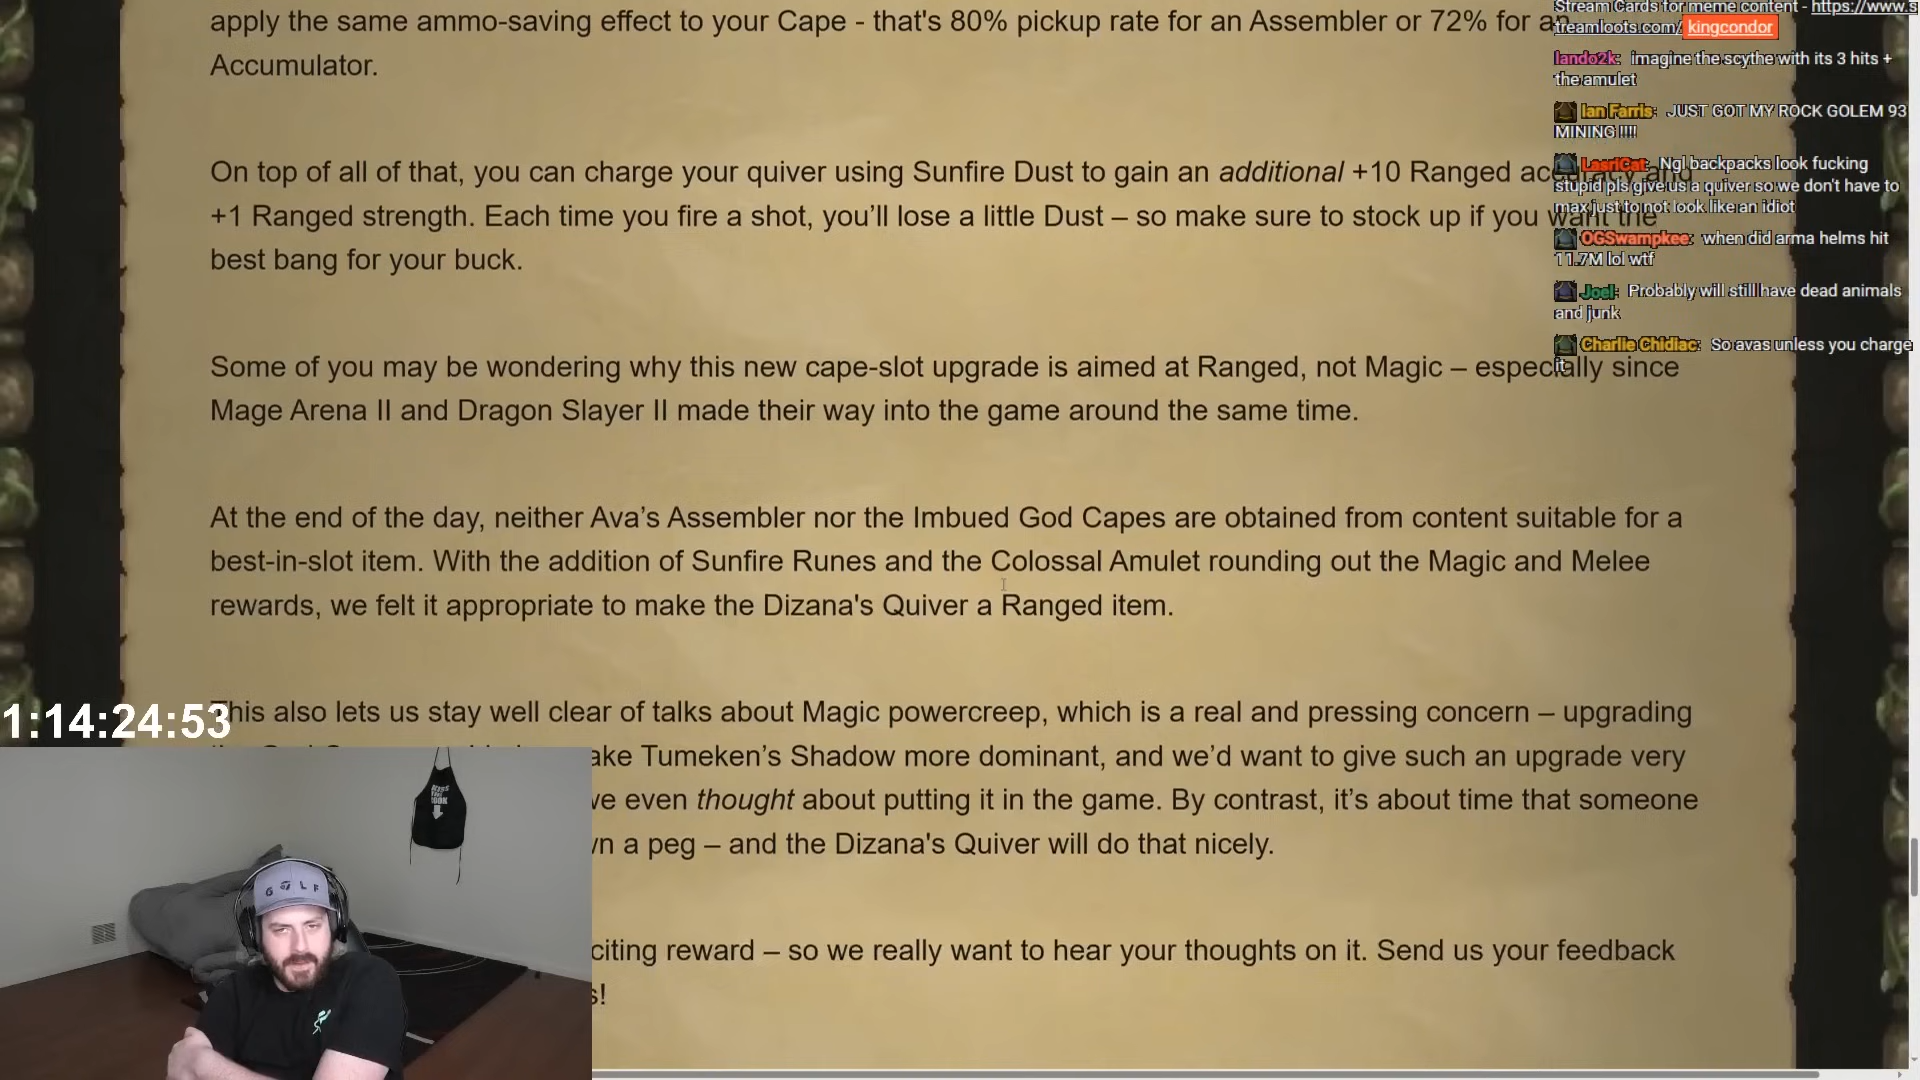 apply the same ammo-saving effect to your Cape - that's 80% pickup rate for an Assembler or 72% for an
Accumulator.
On top of all of that, you can charge your quiver using Sunfire Dust to gain an additional +10 Ranged accuracy and
+1 Ranged strength. Each time you fire a shot, you’ll lose a little Dust – so make sure to stock up if you want the
best bang for your buck.
Some of you may be wondering why this new cape-slot upgrade is aimed at Ranged, not Magic – especially since
Mage Arena II and Dragon Slayer II made their way into the game around the same time.
At the end of the day, neither Ava’s Assembler nor the Imbued God Capes are obtained from content suitable for a
best-in-slot item. With the addition of Sunfire Runes and the Colossal Amulet rounding out the Magic and Melee
rewards, we felt it appropriate to make the Dizana's Quiver a Ranged item.
This also lets us stay well clear of talks about Magic powercreep, which is a real and pressing concern – upgrading
ake Tumeken’s Shadow more dominant, and we’d want to give such an upgrade very
ve even thought about putting it in the game. By contrast, it’s about time that someone
wn a peg – and the Dizana's Quiver will do that nicely.
citing reward – so we really want to hear your thoughts on it. Send us your feedback
s!
Stream Cards for meme content - https://www.s
treamloots.com/ kingcondor
lando2k: imagine the scythe with its 3 hits +
the amulet
Ian Farris: JUST GOT MY ROCK GOLEM 93
MINING !!!!
LasriCat: Ngl backpacks look fucking
stupid pls give us a quiver so we don't have to
max just to not look like an idiot
OGSwampkee: when did arma helms hit
11.7M lol wtf
Joel: Probably will still have dead animals
and junk
Charlie Chidiac: So avas unless you charge
it
1:14:24:53
KISS
THE
COOK
GOLF